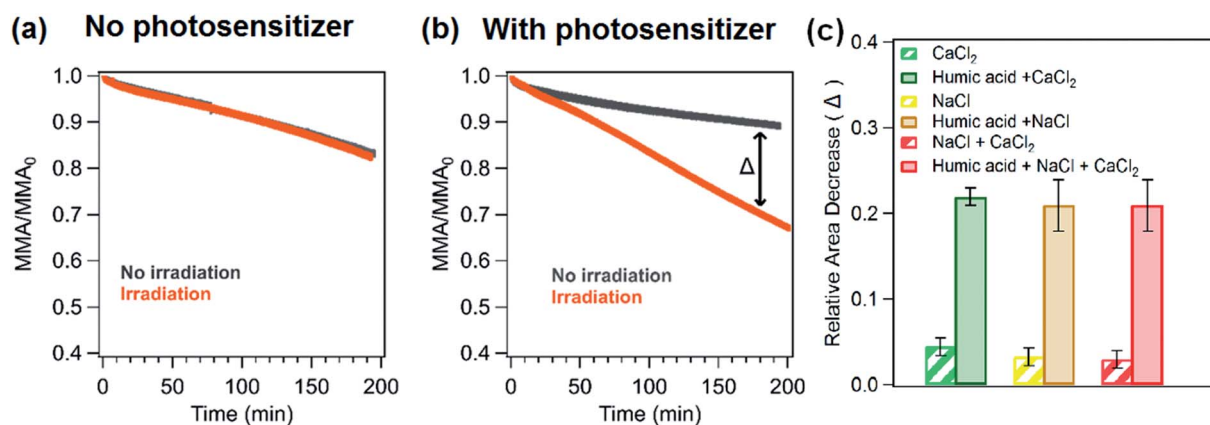 (a) No photosensitizer
MMA/MMA₀
1.0
0.9
0.8
0.7
0.6
0.5
0.4
No irradiation
Irradiation
0 50 100 150 200
Time (min)
(b) With photosensitizer
MMA/MMA₀
1.0
0.9
0.8
0.7
0.6
0.5
0.4
Δ
No irradiation
Irradiation
0 50 100 150 200
Time (min)
(c)
Relative Area Decrease ( Δ )
0.4
0.3
0.2
0.1
0.0
CaCl₂
Humic acid +CaCl₂
NaCl
Humic acid +NaCl
NaCl + CaCl₂
Humic acid + NaCl + CaCl₂